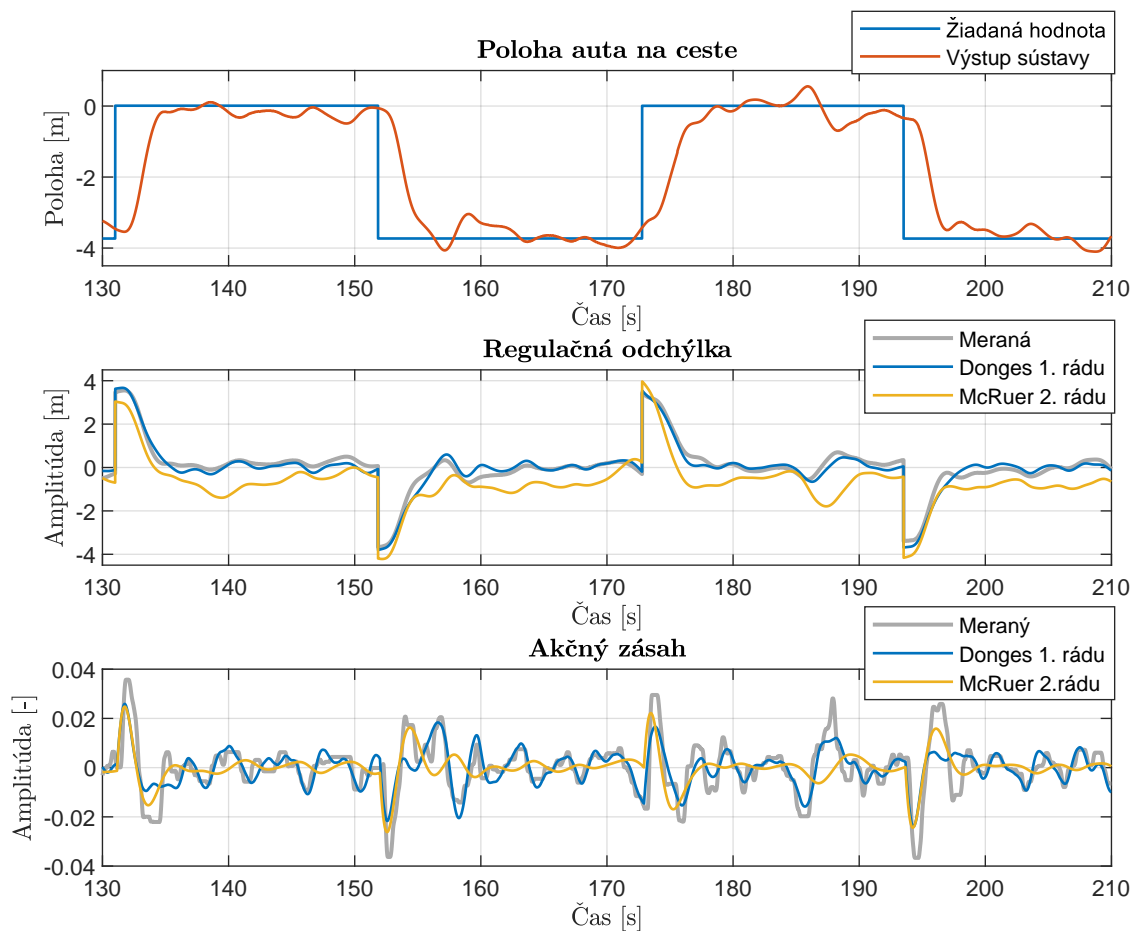 Žiadaná hodnota
Výstup sústavy
Poloha auta na ceste
Poloha [m]
0
-2
-4
130 140 150 160 170 180 190 200 210
Čas [s]
Meraná
Donges 1. rádu
McRuer 2. rádu
Regulačná odchýlka
Amplitúda [m]
4
2
0
-2
-4
130 140 150 160 170 180 190 200 210
Čas [s]
Meraný
Donges 1. rádu
McRuer 2.rádu
Akčný zásah
Amplitúda [-]
0.04
0.02
0
-0.02
-0.04
130 140 150 160 170 180 190 200 210
Čas [s]